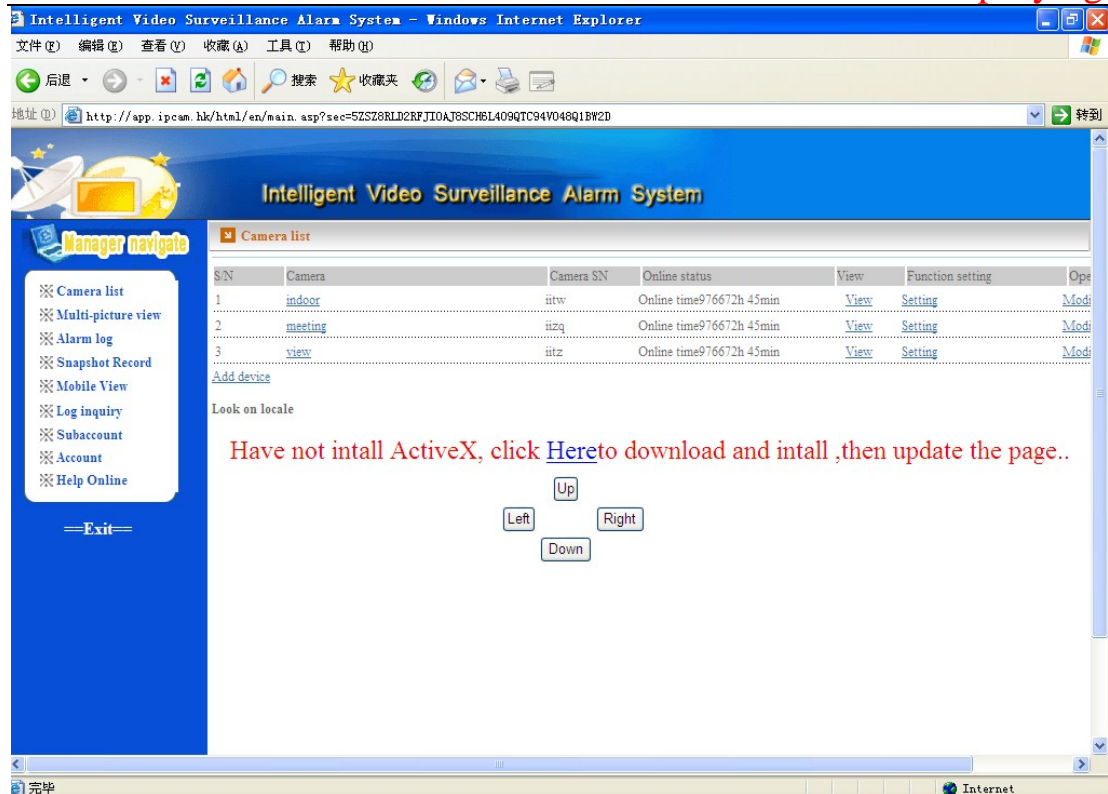 Intelligent Video Surveillance Alarm System - Windows Internet Explorer
文件(F) 编辑(E) 查看(V) 收藏(A) 工具(T) 帮助(H)
后退 搜索 收藏夹
地址(D) http://app.ipcam.hk/html/en/main.asp?sec=5ZSZ8RLD2RFJTOAJ8SCH6L409QTC94V048Q1BW2D 转到
Intelligent Video Surveillance Alarm System
Manager navigate
Camera list
Multi-picture view
Alarm log
Snapshot Record
Mobile View
Log inquiry
Subaccount
Account
Help Online
==Exit==
Camera list
S/N Camera Camera SN Online status View Function setting Ope
1 indoor iitw Online time976672h 45min View Setting Modi
2 meeting iizq Online time976672h 45min View Setting Modi
3 view iitz Online time976672h 45min View Setting Modi
Add device
Look on locale
Have not intall ActiveX, click Hereto download and intall ,then update the page..
Up
Left Right
Down
完毕 Internet